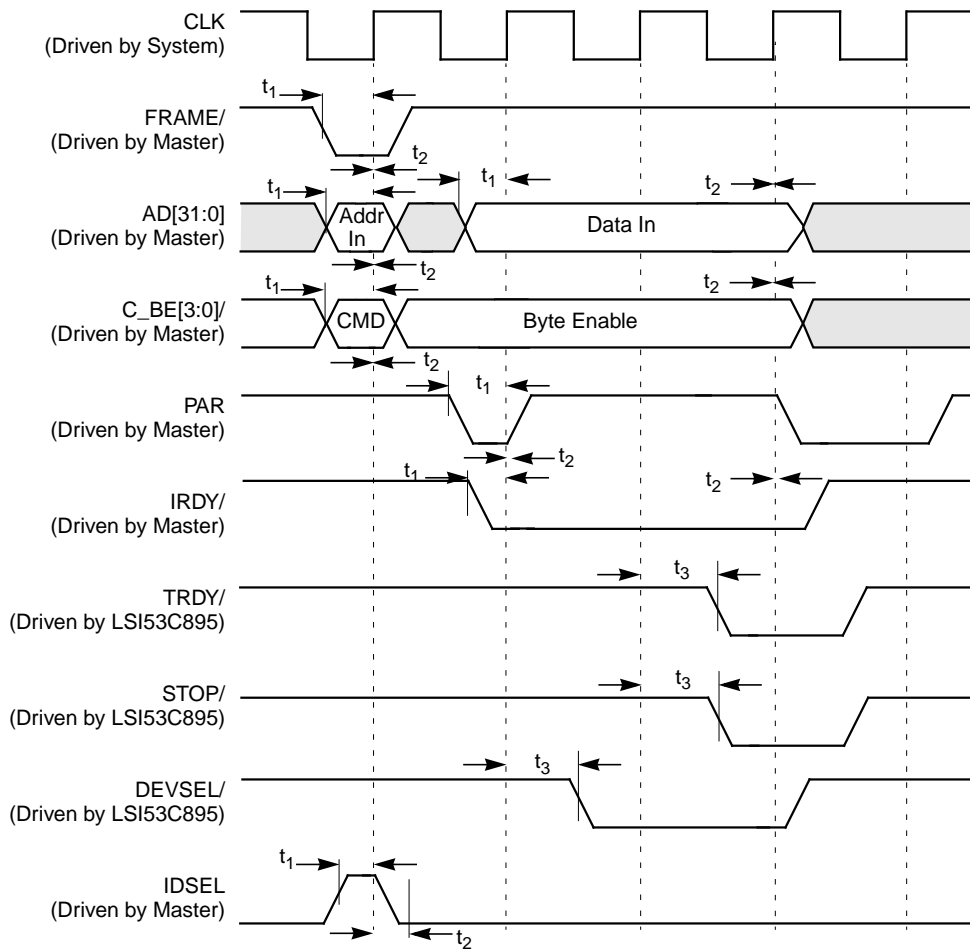 CLK
(Driven by System)
t1
FRAME/
(Driven by Master)
t2
t1
t1
t2
AD[31:0]
(Driven by Master)
Addr
In
Data In
t2
t1
t2
C_BE[3:0]/
(Driven by Master)
CMD
Byte Enable
t2
t1
PAR
(Driven by Master)
t2
t1
t2
IRDY/
(Driven by Master)
t3
TRDY/
(Driven by LSI53C895)
t3
STOP/
(Driven by LSI53C895)
t3
DEVSEL/
(Driven by LSI53C895)
t1
IDSEL
(Driven by Master)
t2